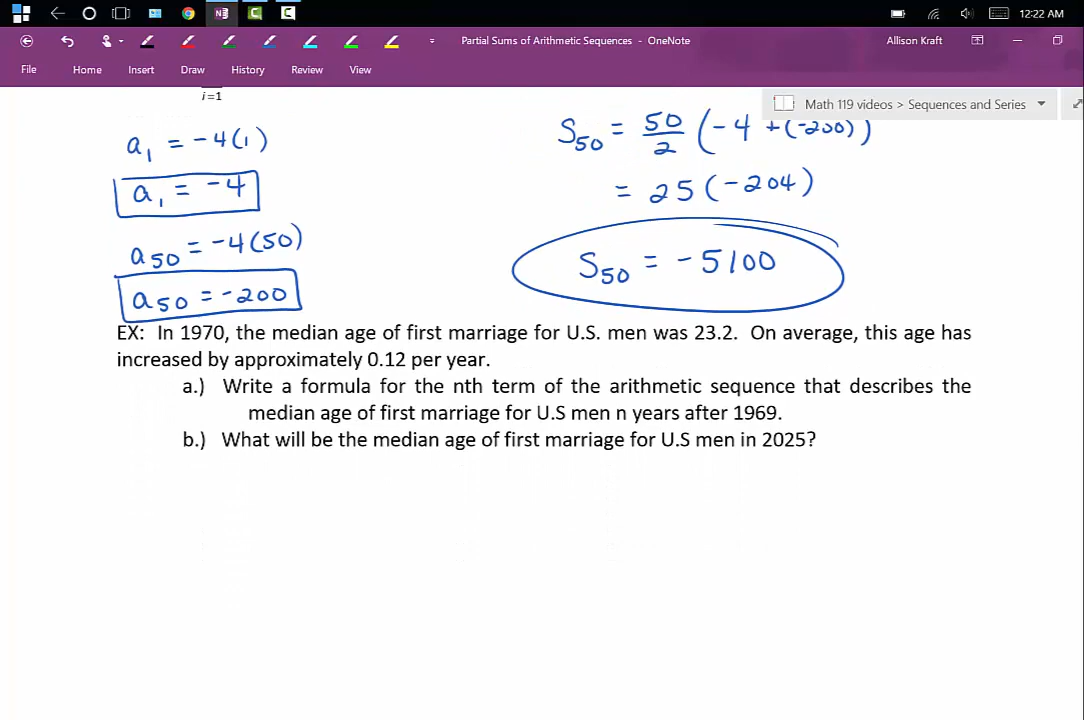 12:22 AM
Partial Sums of Arithmetic Sequences - OneNote
Allison Kraft
File Home Insert Draw History Review View
Math 119 videos > Sequences and Series
i=1
a₁ = -4(1)
a₁ = -4
a₅₀ = -4(50)
a₅₀ = -200
S₅₀ = 50/2 (-4 + (-200))
= 25(-204)
S₅₀ = -5100
EX: In 1970, the median age of first marriage for U.S. men was 23.2. On average, this age has
increased by approximately 0.12 per year.
a.) Write a formula for the nth term of the arithmetic sequence that describes the
median age of first marriage for U.S men n years after 1969.
b.) What will be the median age of first marriage for U.S men in 2025?